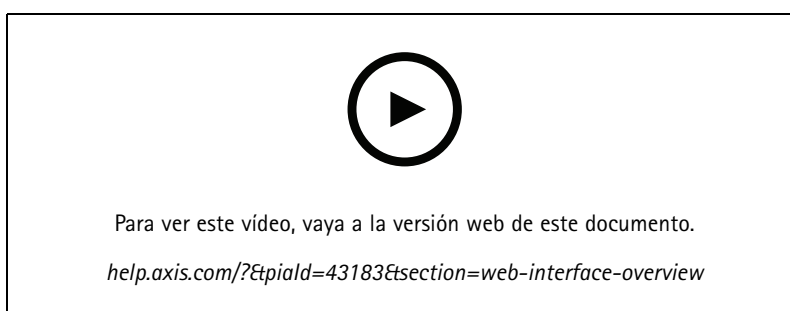 Para ver este vídeo, vaya a la versión web de este documento.
help.axis.com/?&piaId=43183&section=web-interface-overview